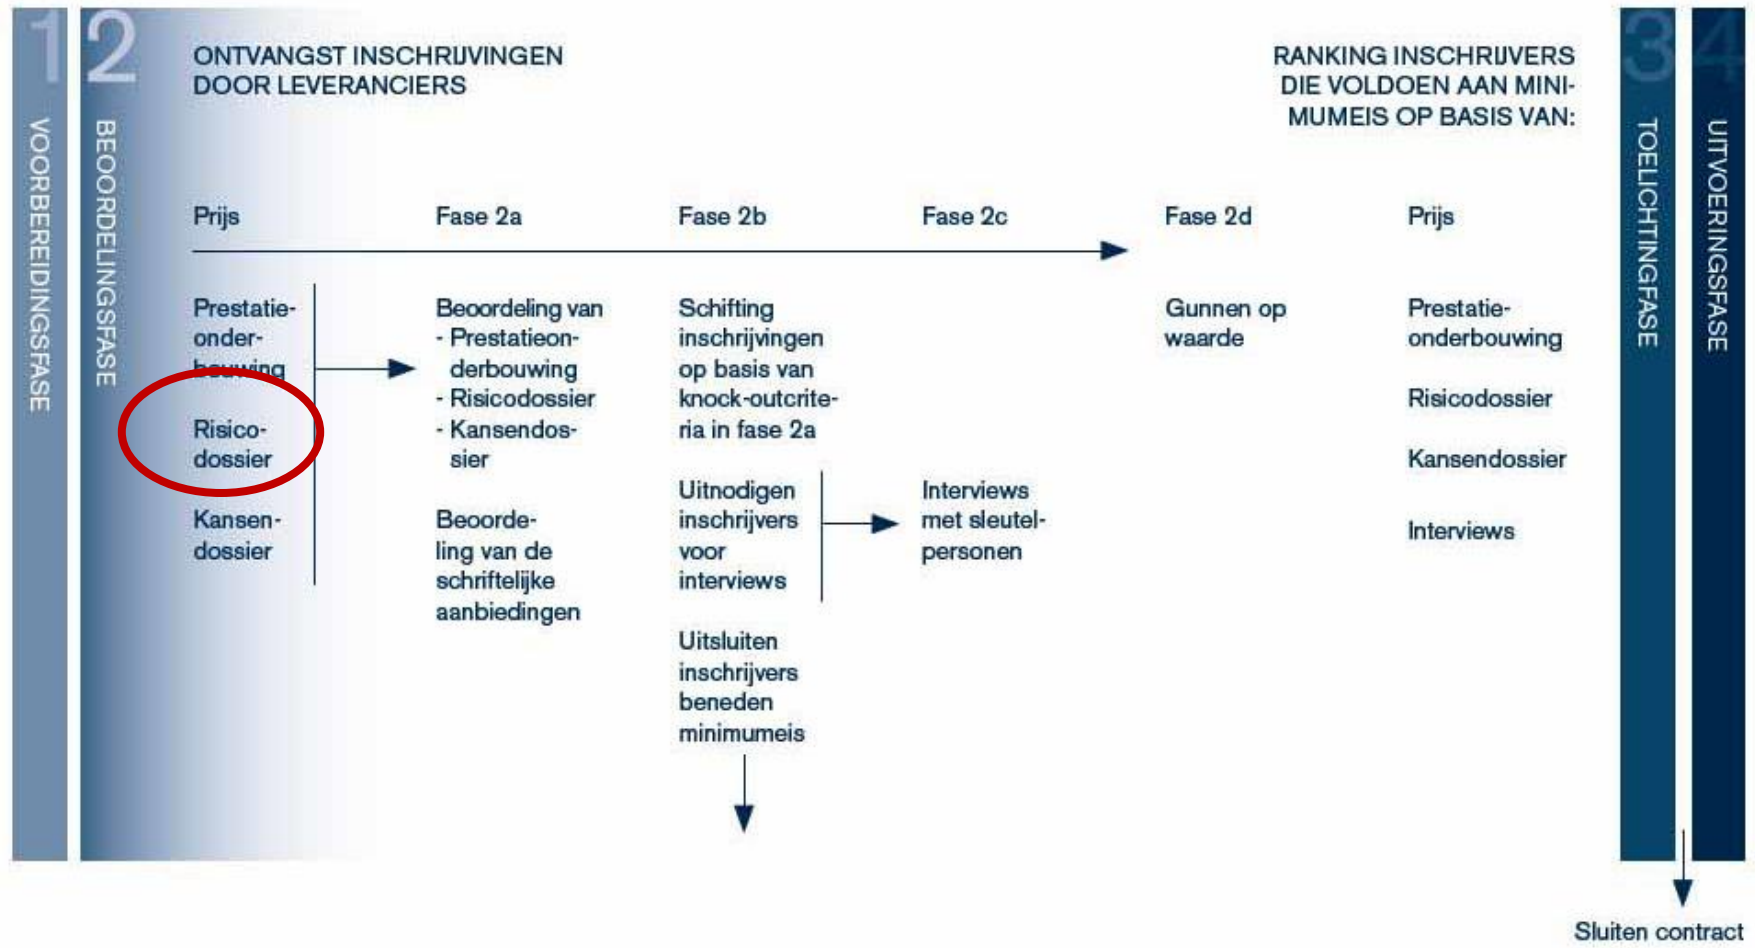 1
VOORBEREIDINGSFASE
2
BEOORDELINGSFASE
ONTVANGST INSCHRIJVINGEN
DOOR LEVERANCIERS
RANKING INSCHRIJVERS
DIE VOLDOEN AAN MINI-
MUMEIS OP BASIS VAN:
Prijs
Prestatie-
onder-
bouwing
Risico-
dossier
Kansen-
dossier
Fase 2a
Beoordeling van
- Prestatieon-
derbouwing
- Risicodossier
- Kansendos-
sier
Beoorde-
ling van de
schriftelijke
aanbiedingen
Fase 2b
Schifting
inschrijvingen
op basis van
knock-outcrite-
ria in fase 2a
Uitnodigen
inschrijvers
voor
interviews
Uitsluiten
inschrijvers
beneden
minimumeis
Fase 2c
Interviews
met sleutel-
personen
Fase 2d
Gunnen op
waarde
Prijs
Prestatie-
onderbouwing
Risicodossier
Kansendossier
Interviews
3
TOELICHTINGFASE
4
UITVOERINGSFASE
Sluiten contract